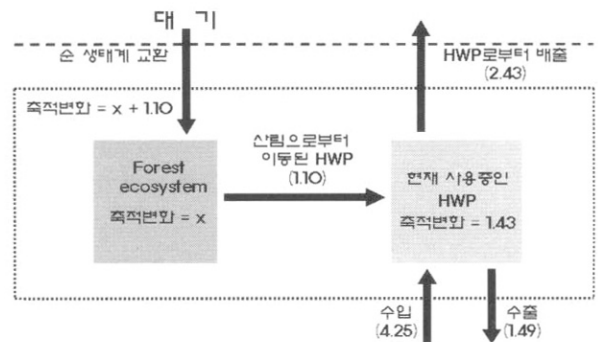 대 기
순 생태계 교환
HWP로부터 배출
(2.43)
축적변화 = x + 1.10
Forest
ecosystem
축적변화 = x
산림으로부터
이동된 HWP
(1.10)
현재 사용중인
HWP
축적변화 = 1.43
수입
(4.25)
수출
(1.49)